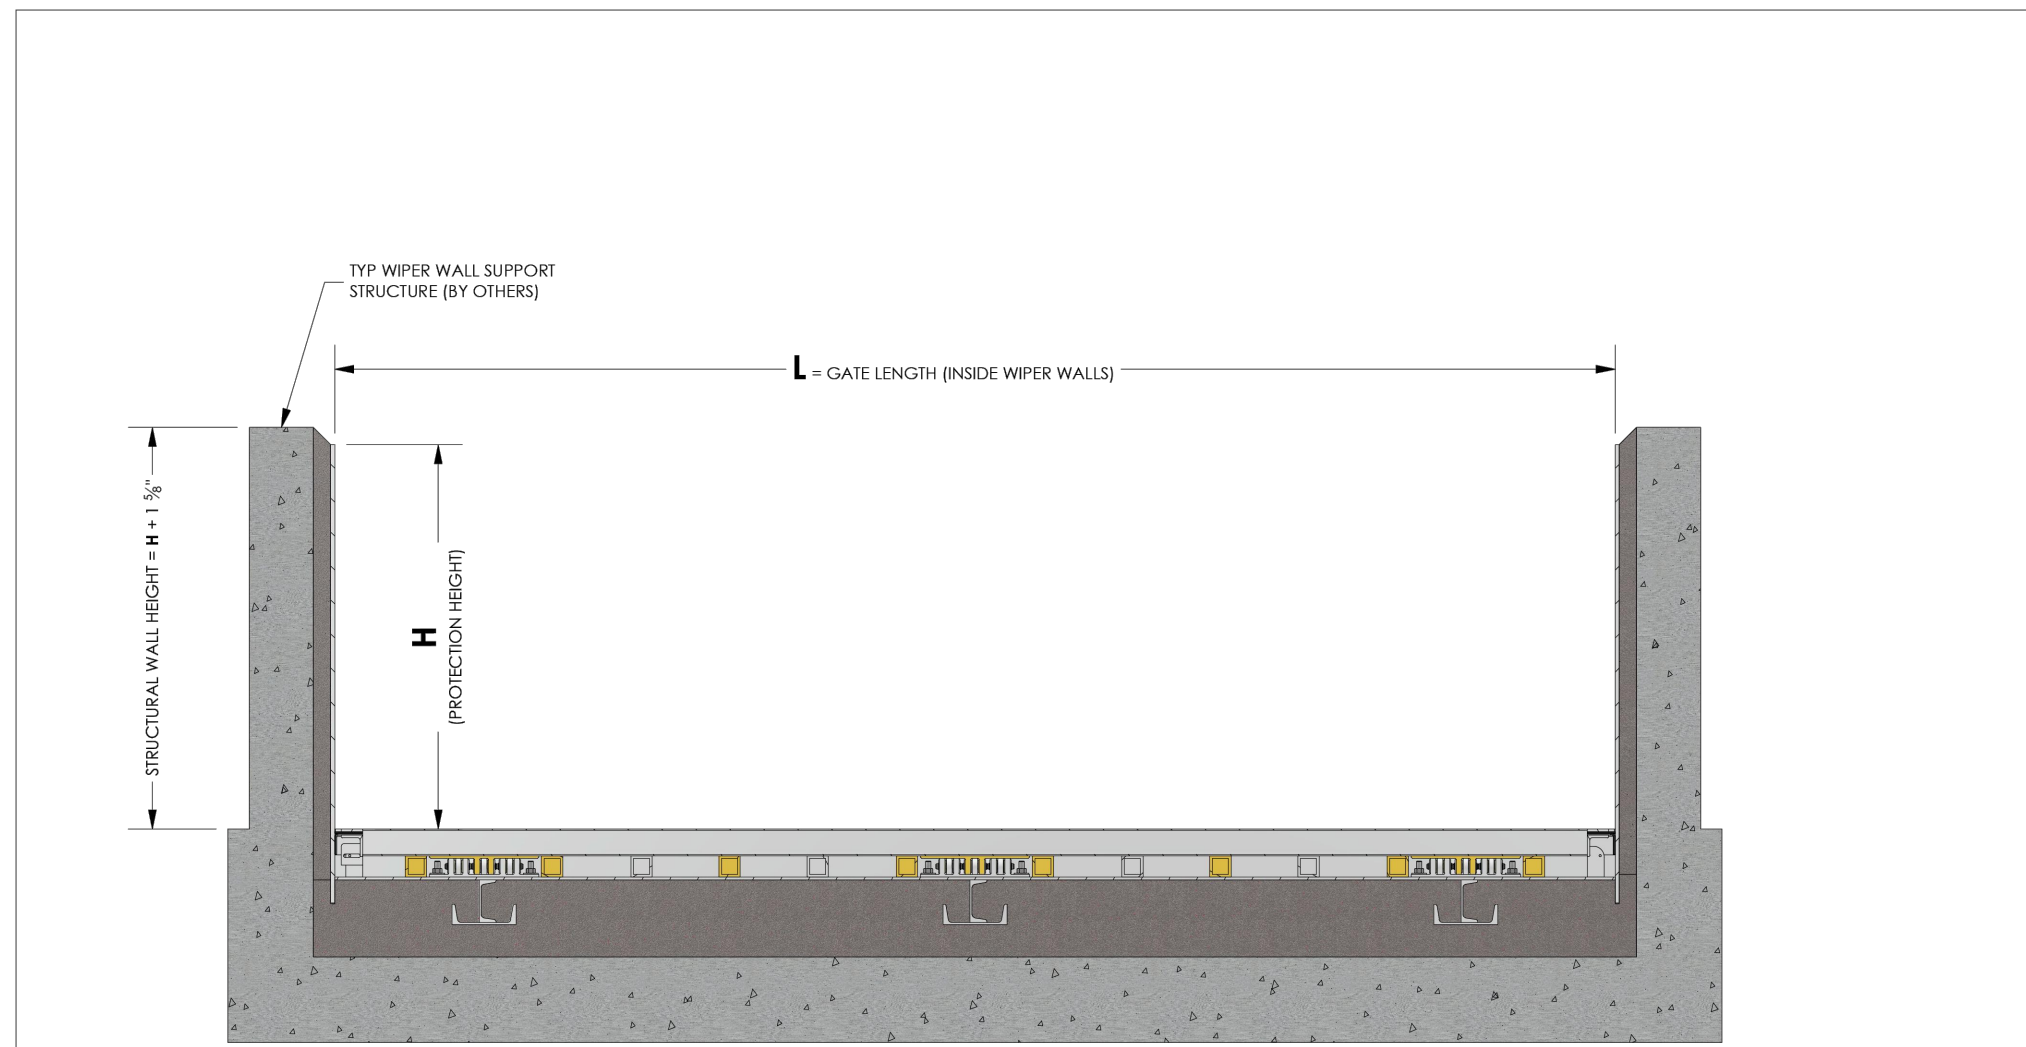 TYP WIPER WALL SUPPORT
STRUCTURE (BY OTHERS)
L = GATE LENGTH (INSIDE WIPER WALLS)
STRUCTURAL WALL HEIGHT = H + 1 5⁄8"
H
(PROTECTION HEIGHT)